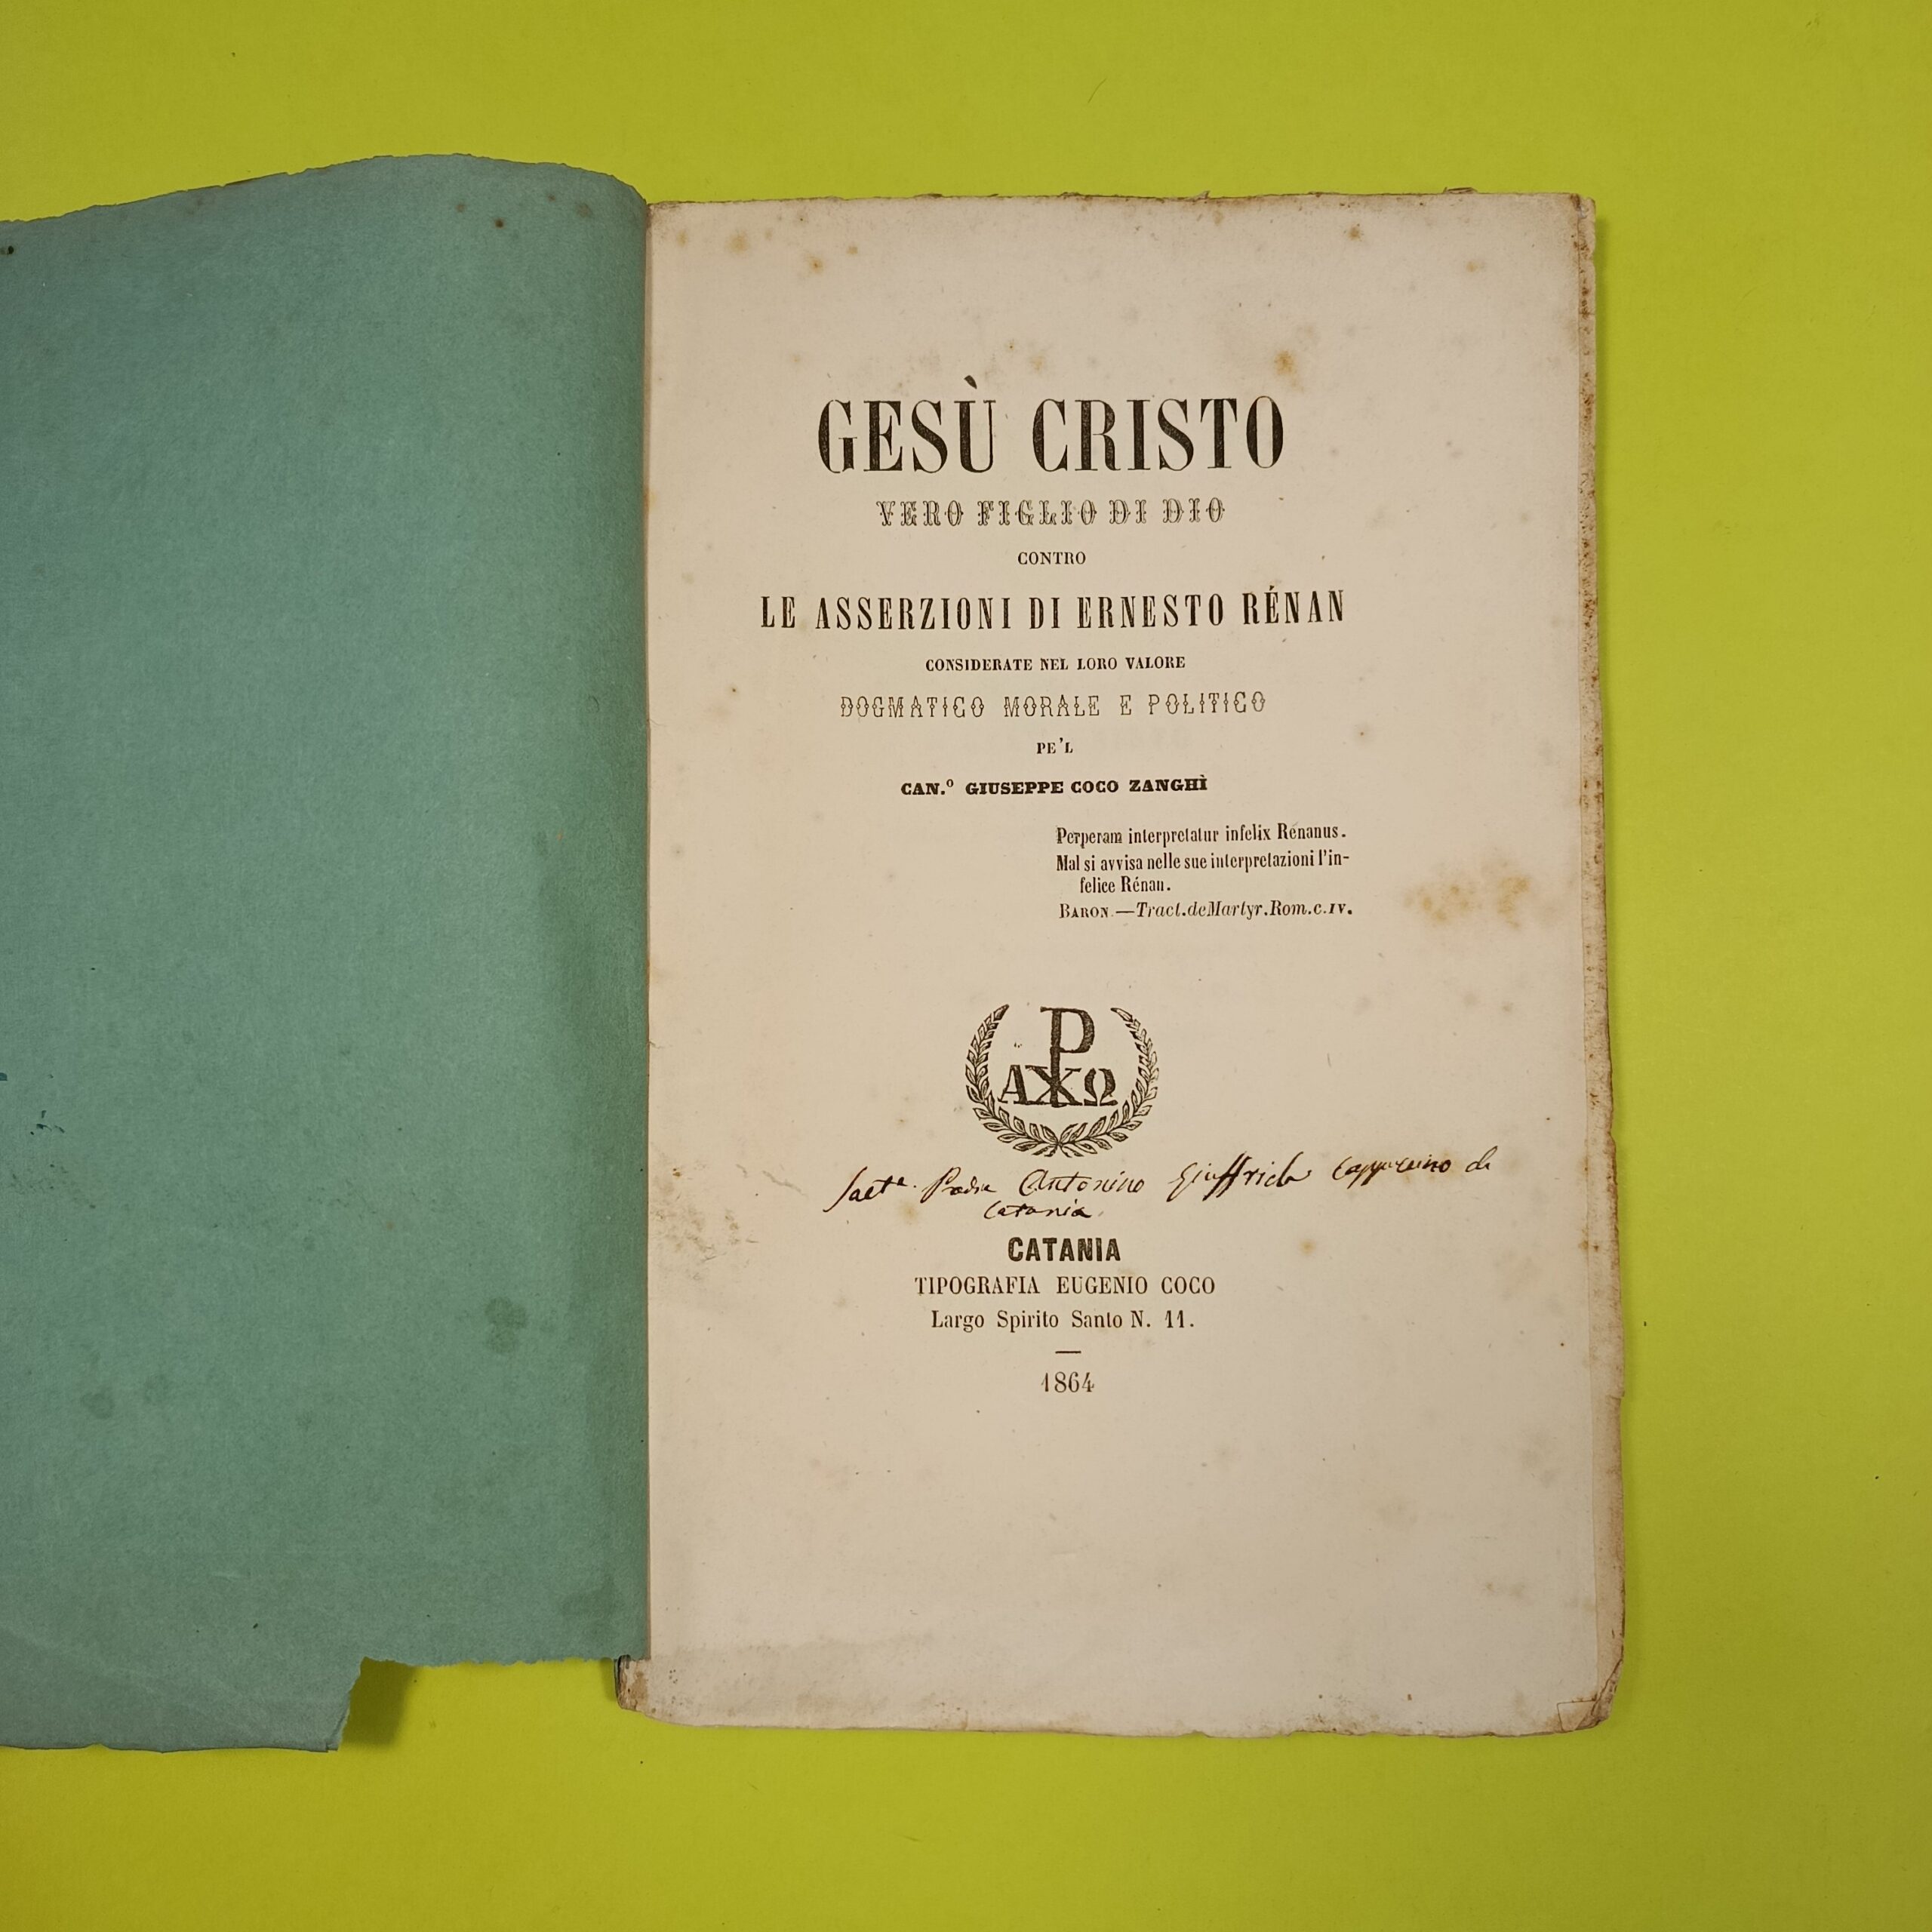 GESÙ CRISTO
VERO FIGLIO DI DIO
CONTRO
LE ASSERZIONI DI ERNESTO RÉNAN
CONSIDERATE NEL LORO VALORE
DOGMATICO MORALE E POLITICO
PE'L
CAN.º GIUSEPPE COCO ZANGHÌ
Perperam interpretatur infelix Rénanus.
Mal si avvisa nelle sue interpretazioni l'in-
felice Rénan.
BARON.—Tract.deMartyr.Rom.c.IV.
P
AXΩ
Padre Antonino Giuffrida Cappuccino di
Catania
CATANIA
TIPOGRAFIA EUGENIO COCO
Largo Spirito Santo N. 11.
1864